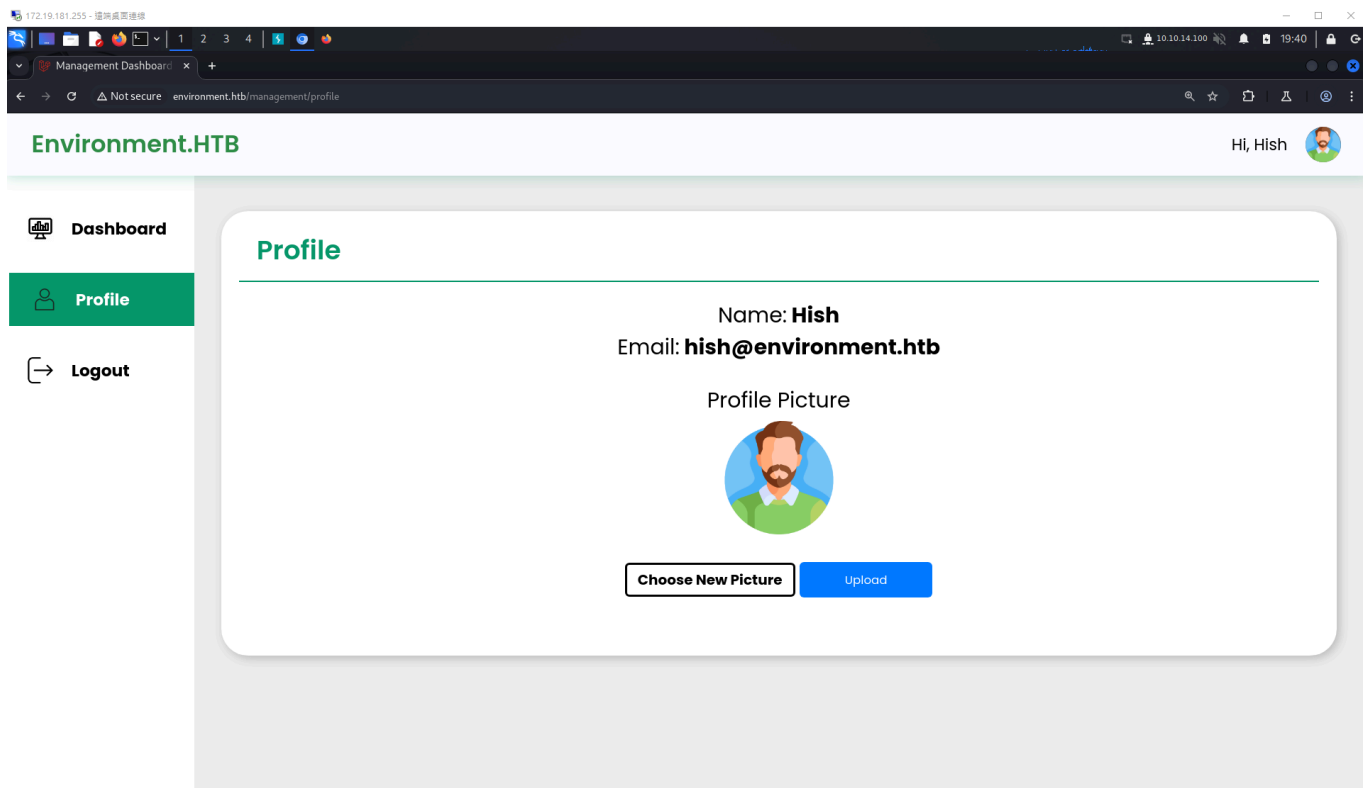 172.19.181.255 - 遠端桌面連線
1 2 3 4
10.10.14.100
19:40
Management Dashboard
Not secure environment.htb/management/profile
Environment.HTB
Hi, Hish
Dashboard
Profile
Logout
Profile
Name: Hish
Email: hish@environment.htb
Profile Picture
Choose New Picture
Upload